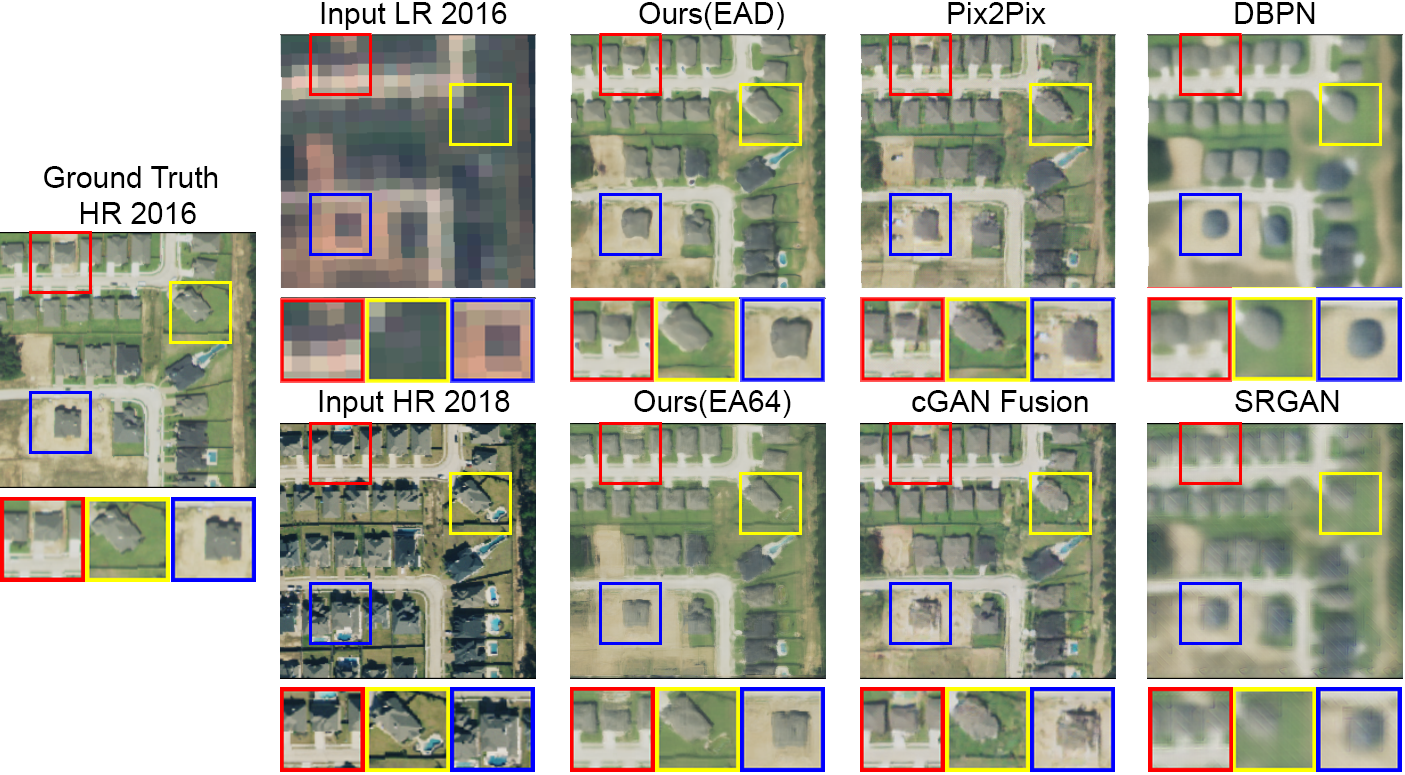 Input LR 2016
Ours(EAD)
Pix2Pix
DBPN
Ground Truth
HR 2016
Input HR 2018
Ours(EA64)
cGAN Fusion
SRGAN